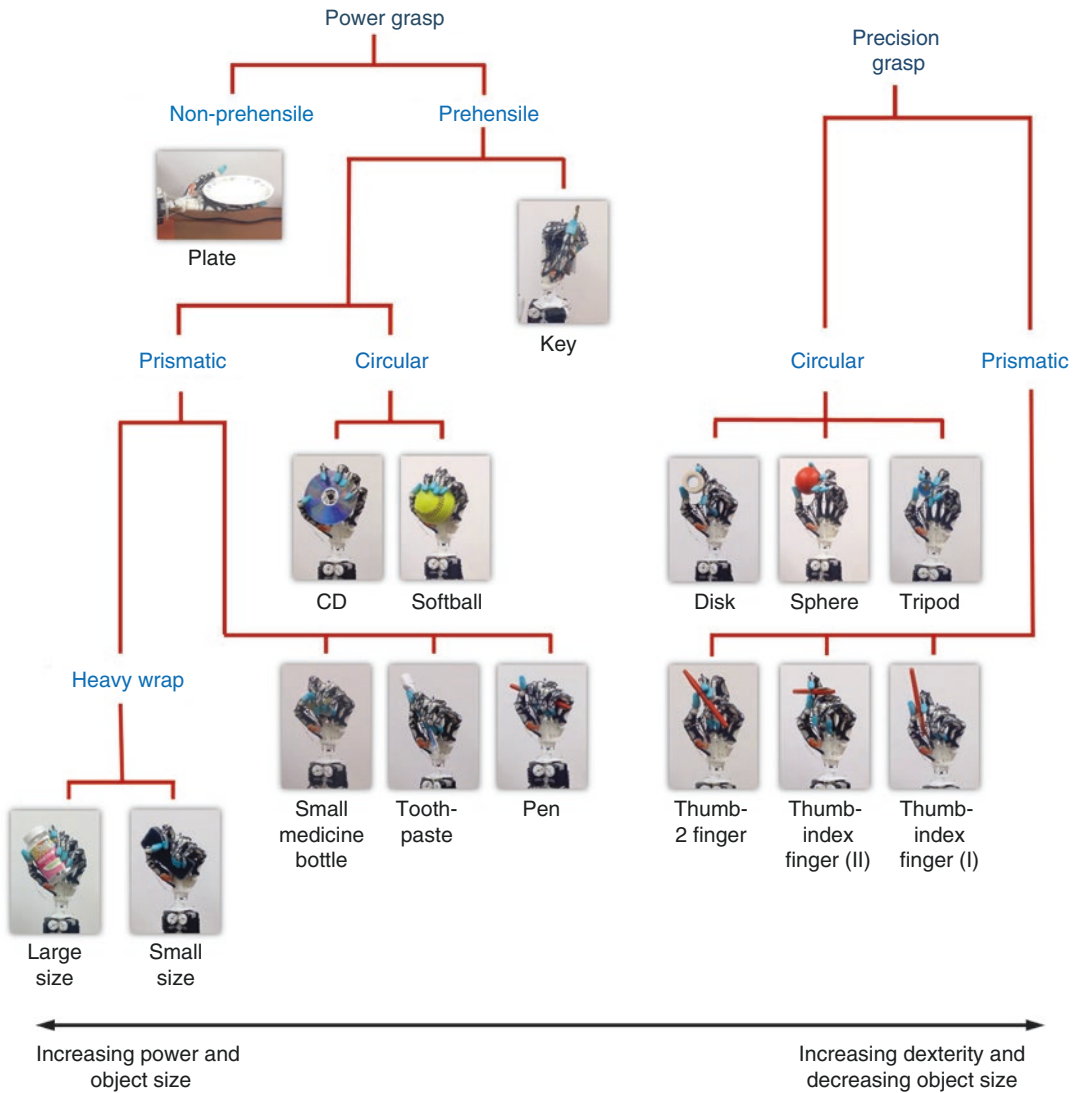 Power grasp
Precision
grasp
Non-prehensile
Prehensile
Plate
Key
Prismatic
Circular
Circular
Prismatic
CD
Softball
Disk
Sphere
Tripod
Heavy wrap
Small
medicine
bottle
Tooth-
paste
Pen
Thumb-
2 finger
Thumb-
index
finger (II)
Thumb-
index
finger (I)
Large
size
Small
size
Increasing power and
object size
Increasing dexterity and
decreasing object size